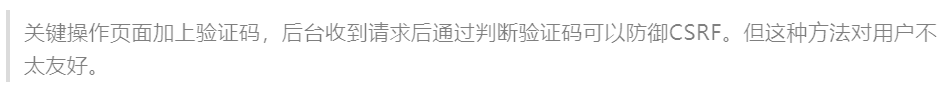 关键操作页面加上验证码，后台收到请求后通过判断验证码可以防御CSRF。但这种方法对用户不
太友好。